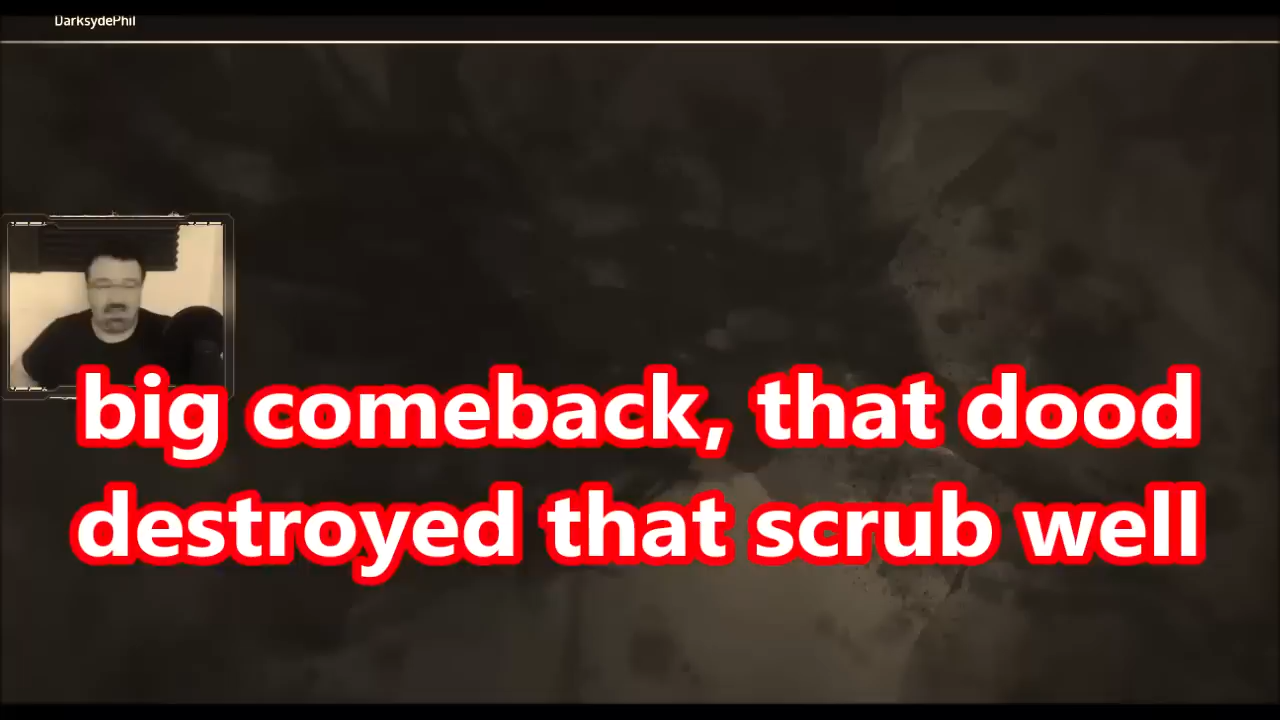 DarksydePhil
big comeback, that dood
destroyed that scrub well